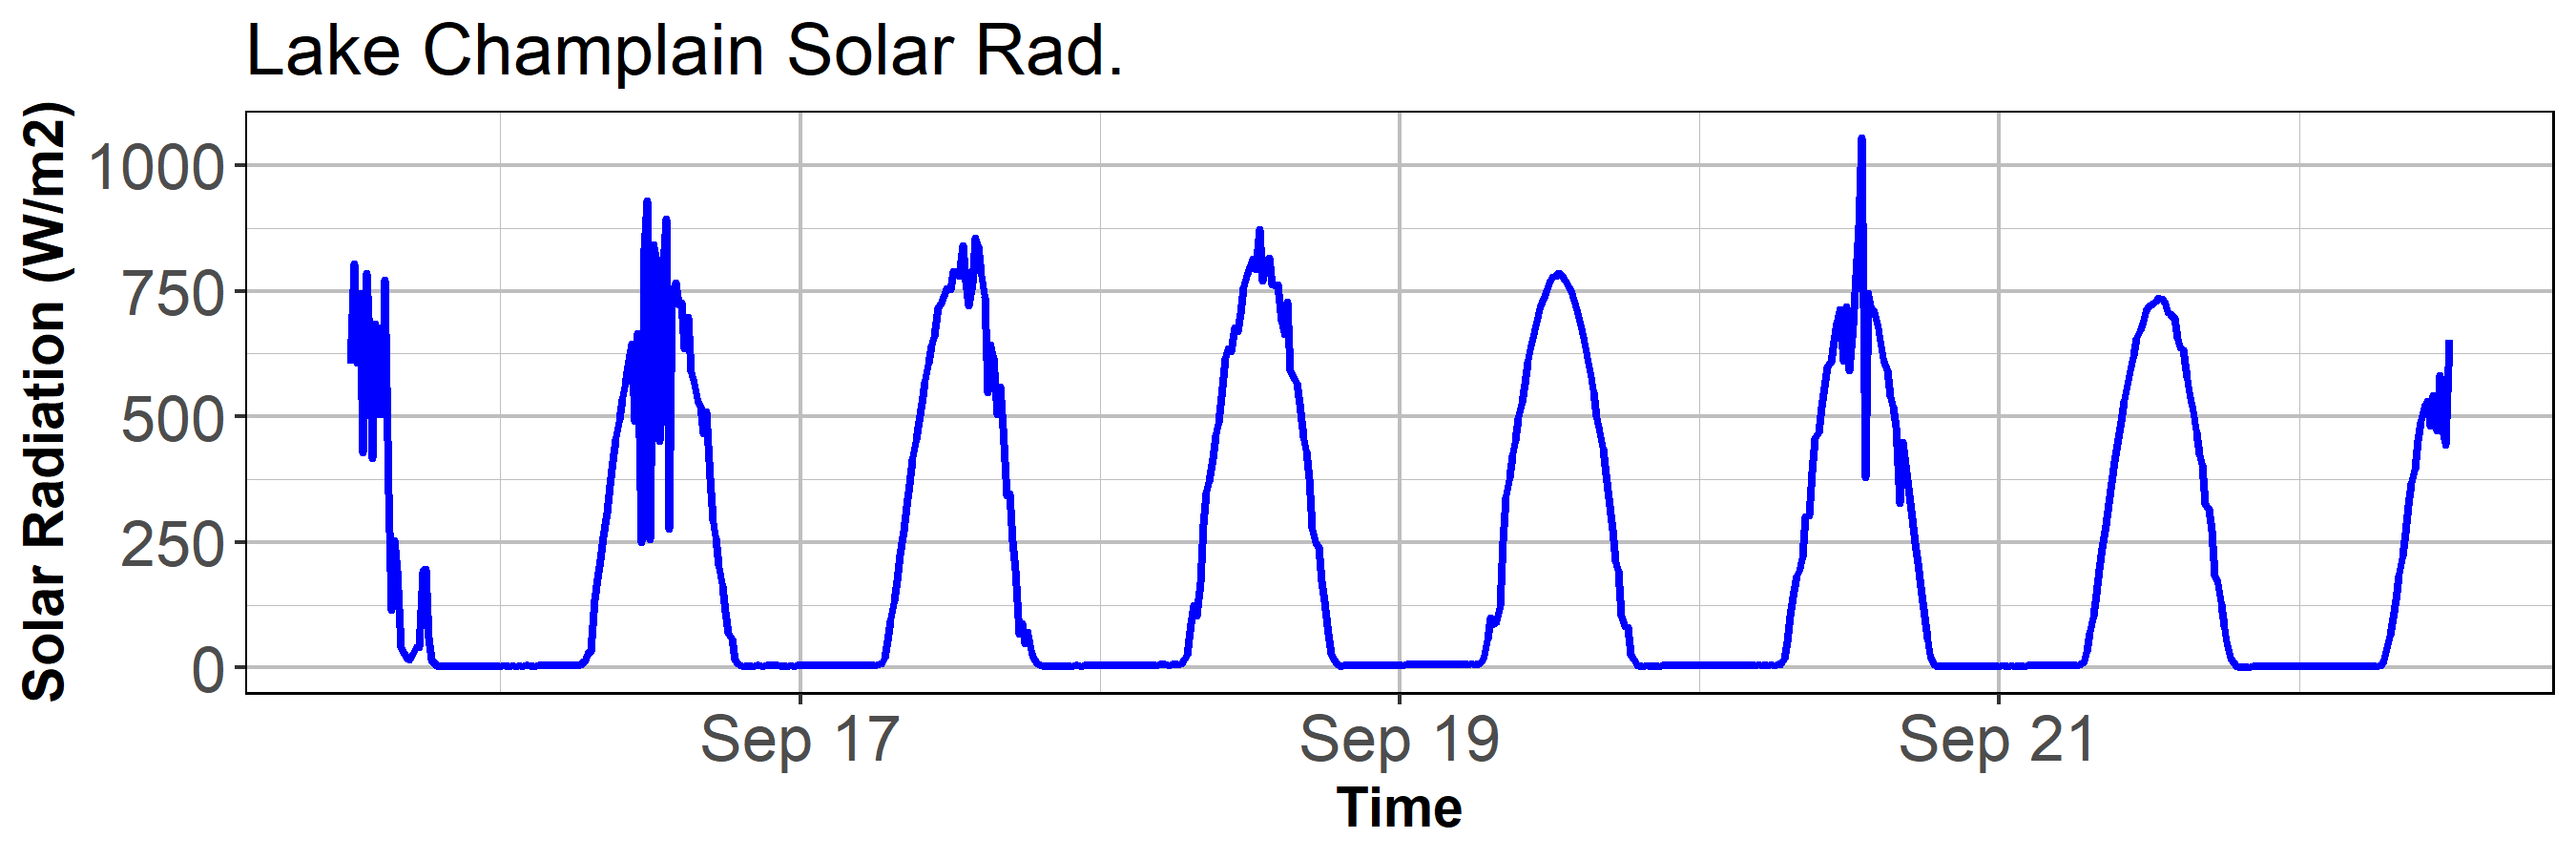 Lake Champlain Solar Rad.
Solar Radiation (W/m2)
1000
750
500
250
0
Sep 17
Sep 19
Sep 21
Time